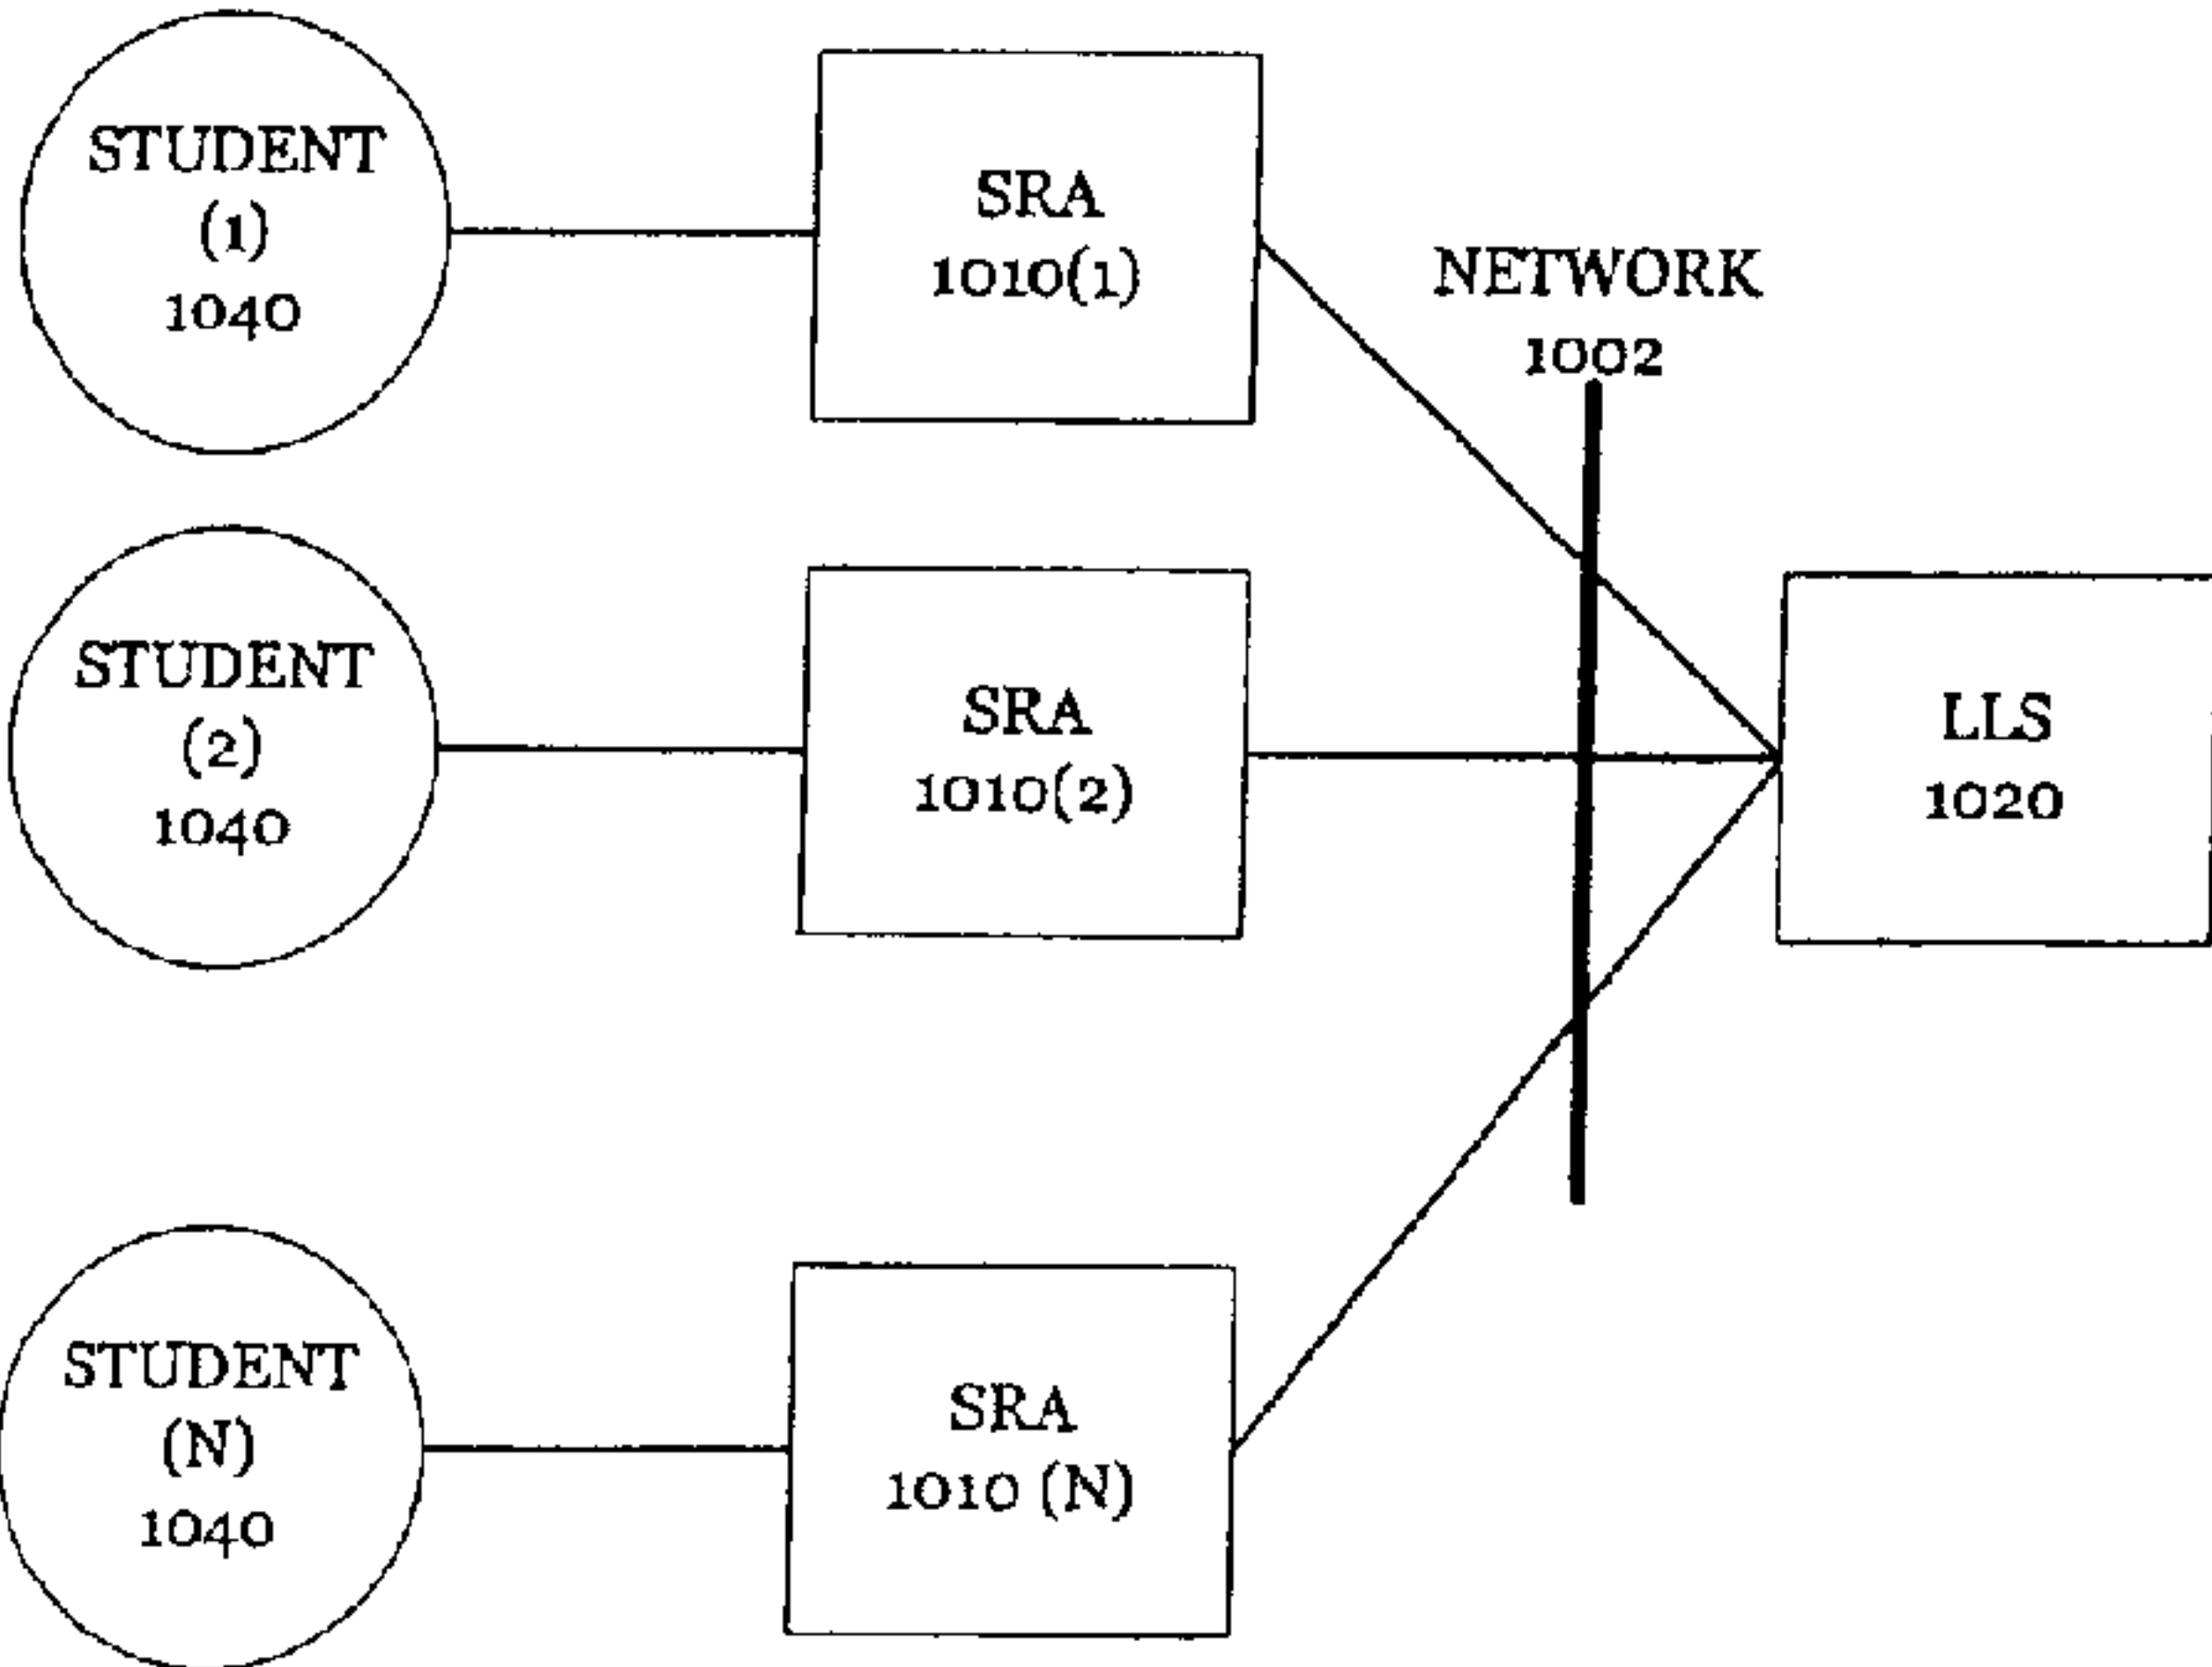 STUDENT
(1)
1040
SRA
1010(1)
NETWORK
1002
STUDENT
(2)
1040
SRA
1010(2)
LLS
1020
STUDENT
(N)
1040
SRA
1010 (N)